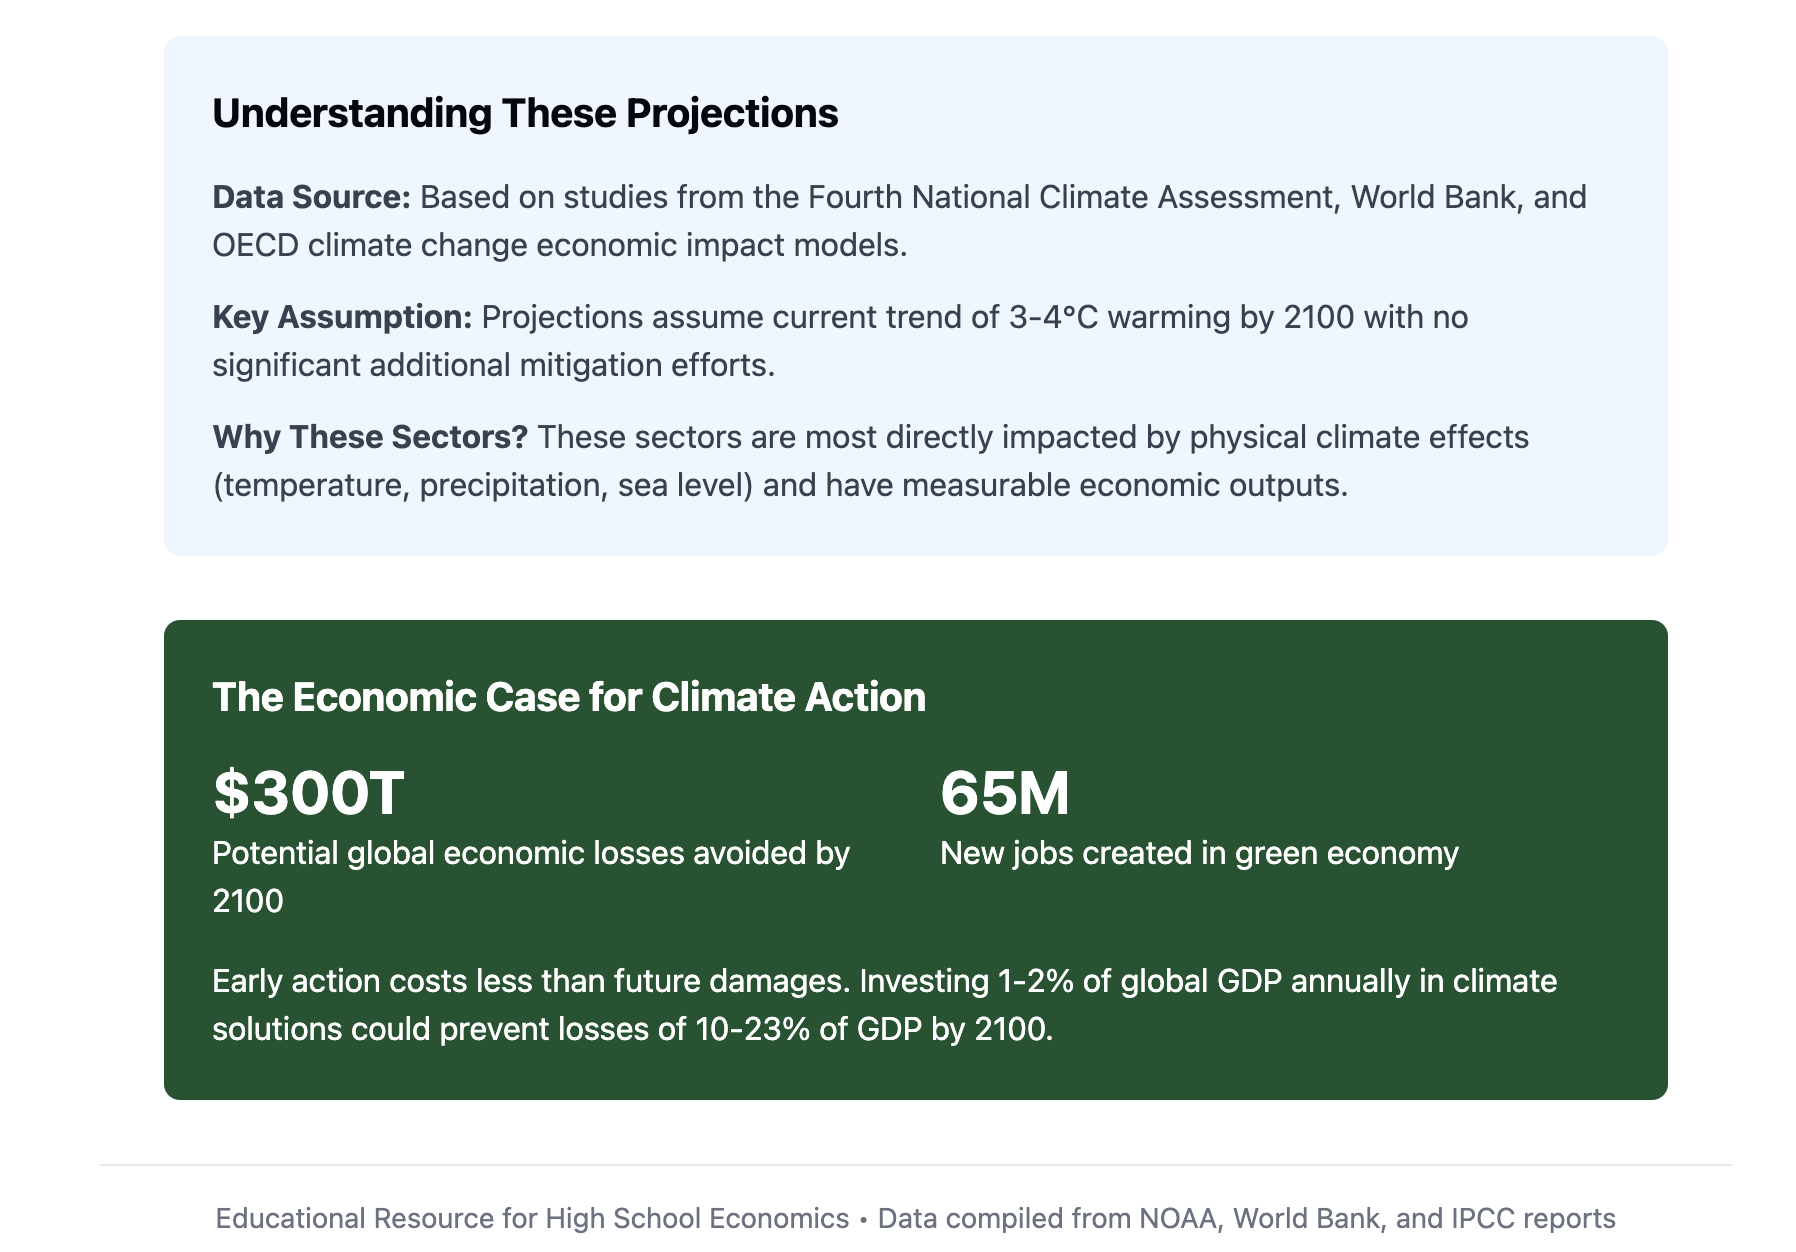 Understanding These Projections
Data Source: Based on studies from the Fourth National Climate Assessment, World Bank, and
OECD climate change economic impact models.
Key Assumption: Projections assume current trend of 3-4°C warming by 2100 with no
significant additional mitigation efforts.
Why These Sectors? These sectors are most directly impacted by physical climate effects
(temperature, precipitation, sea level) and have measurable economic outputs.
The Economic Case for Climate Action
$300T
Potential global economic losses avoided by
2100
65M
New jobs created in green economy
Early action costs less than future damages. Investing 1-2% of global GDP annually in climate
solutions could prevent losses of 10-23% of GDP by 2100.
Educational Resource for High School Economics • Data compiled from NOAA, World Bank, and IPCC reports